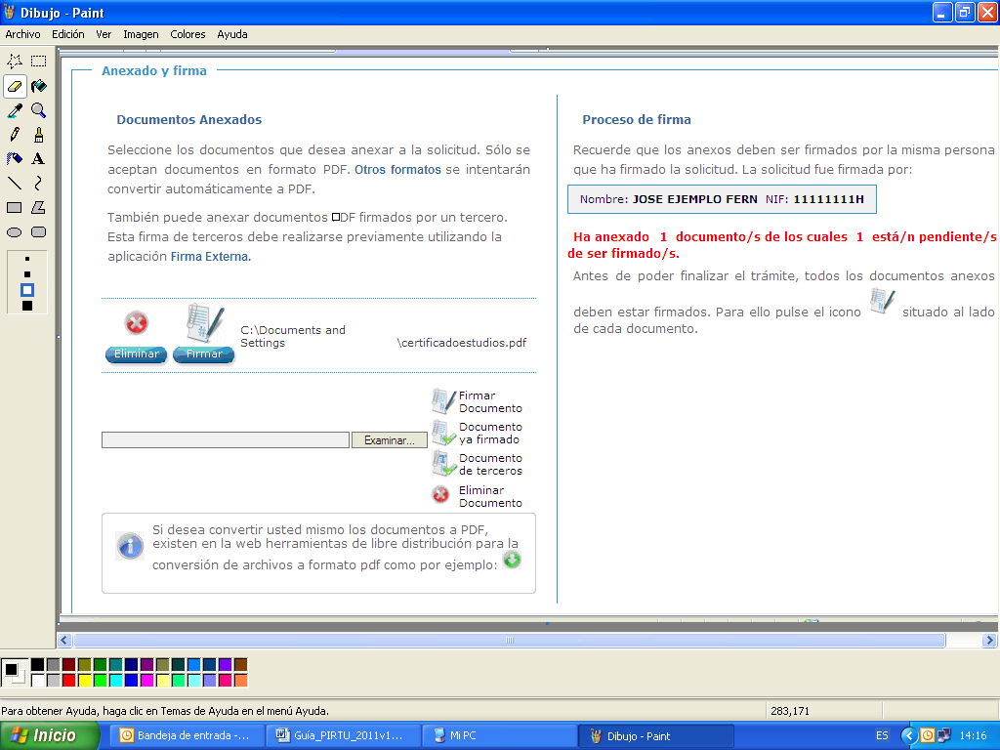 Dibujo - Paint
Archivo Edición Ver Imagen Colores Ayuda
Anexado y firma
Documentos Anexados
Seleccione los documentos que desea anexar a la solicitud. Sólo se
aceptan documentos en formato PDF. Otros formatos se intentarán
convertir automáticamente a PDF.
También puede anexar documentos DF firmados por un tercero.
Esta firma de terceros debe realizarse previamente utilizando la
aplicación Firma Externa.
C:\Documents and
Settings \certificadoestudios.pdf
Eliminar Firmar
Firmar
Documento
Examinar...
Documento
ya firmado
Documento
de terceros
Eliminar
Documento
Si desea convertir usted mismo los documentos a PDF,
existen en la web herramientas de libre distribución para la
conversión de archivos a formato pdf como por ejemplo:
Proceso de firma
Recuerde que los anexos deben ser firmados por la misma persona
que ha firmado la solicitud. La solicitud fue firmada por:
Nombre: JOSE EJEMPLO FERN NIF: 11111111H
Ha anexado 1 documento/s de los cuales 1 está/n pendiente/s
de ser firmado/s.
Antes de poder finalizar el trámite, todos los documentos anexos
deben estar firmados. Para ello pulse el icono situado al lado
de cada documento.
Para obtener Ayuda, haga clic en Temas de Ayuda en el menú Ayuda.
283,171
Inicio
Bandeja de entrada -...
Guía_PIRTU_2011v1...
Mi PC
Dibujo - Paint
ES
14:16